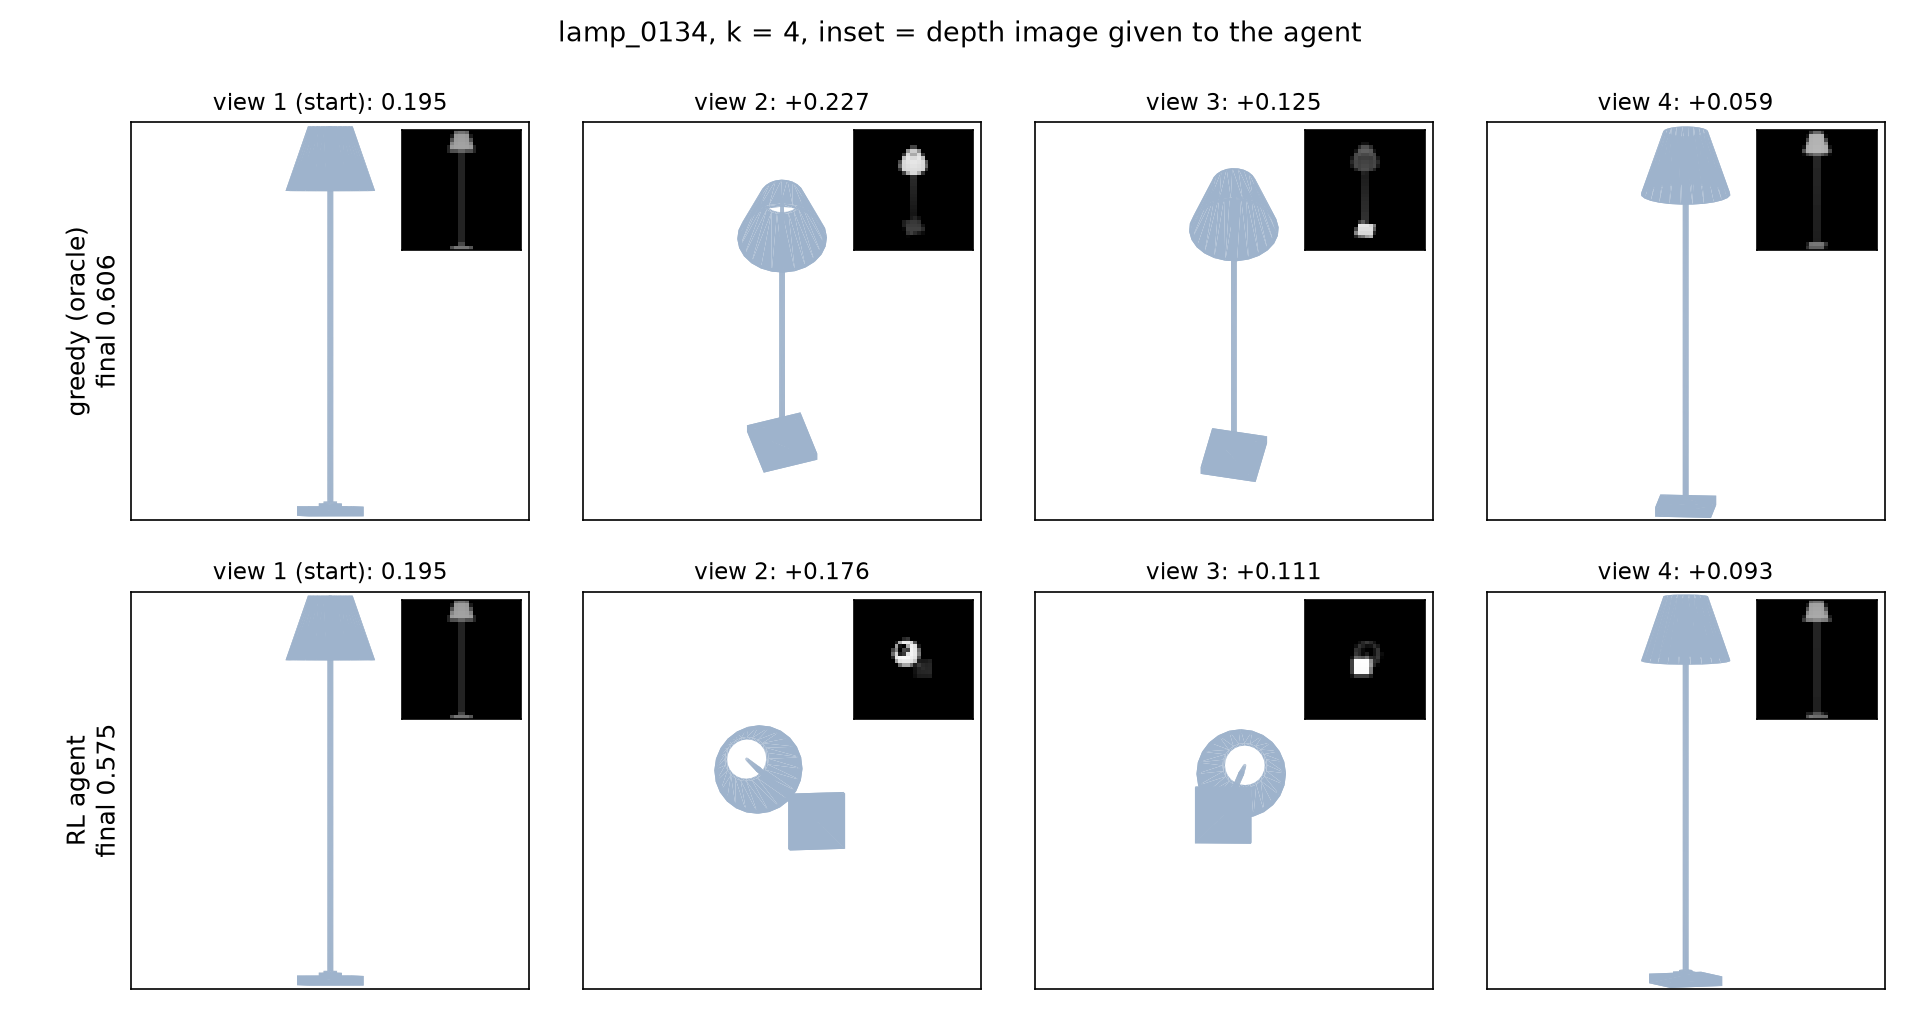 lamp_0134, k = 4, inset = depth image given to the agent
greedy (oracle)
final 0.606
view 1 (start): 0.195
view 2: +0.227
view 3: +0.125
view 4: +0.059
RL agent
final 0.575
view 1 (start): 0.195
view 2: +0.176
view 3: +0.111
view 4: +0.093